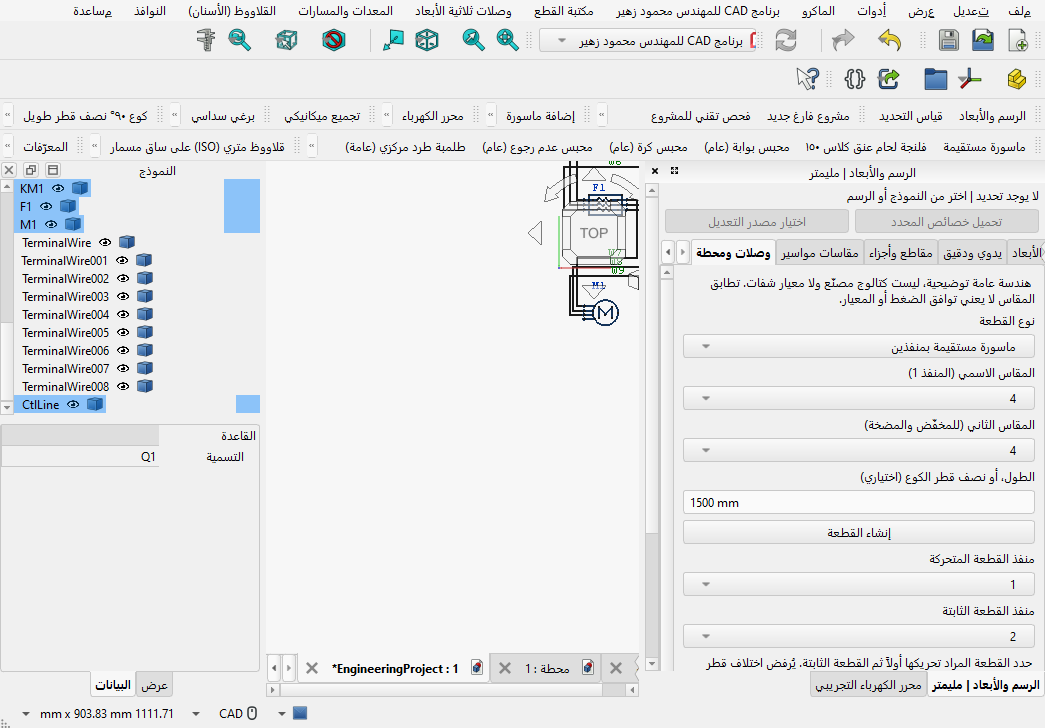 ملف تعديل عرض أدوات الماكرو برنامج CAD للمهندس محمود زهير مكتبة القطع وصلات ثلاثية الأبعاد المعدات والمسارات القلاووظ (الأسنان) النوافذ مساعدة
برنامج CAD للمهندس محمود زهير
الرسم والأبعاد قياس التحديد مشروع فارغ جديد فحص تقني للمشروع إضافة ماسورة محرر الكهرباء تجميع ميكانيكي برغي سداسي كوع ٩٠° نصف قطر طويل
ماسورة مستقيمة فلنجة لحام عنق كلاس ١٥٠ محبس بوابة (عام) محبس كرة (عام) محبس عدم رجوع (عام) طلمبة طرد مركزي (عامة) قلاووظ متري (ISO) على ساق مسمار المعرّفات
الرسم والأبعاد | مليمتر
لا يوجد تحديد | اختر من النموذج أو الرسم
تحميل خصائص المحدد
اختيار مصدر التعديل
الأبعاد يدوي ودقيق مقاطع وأجزاء مقاسات مواسير وصلات ومحطة
هندسة عامة توضيحية، ليست كتالوج مصنّع ولا معيار شفات. تطابق
المقاس لا يعني توافق الضغط أو المعيار.
نوع القطعة
ماسورة مستقيمة بمنفذين
المقاس الاسمي (المنفذ 1)
4
المقاس الثاني (للمخفّض والمضخة)
4
الطول، أو نصف قطر الكوع (اختياري)
1500 mm
إنشاء القطعة
منفذ القطعة المتحركة
1
منفذ القطعة الثابتة
2
حدد القطعة المراد تحريكها أولاً ثم القطعة الثابتة. يُرفض اختلاف قطر
الرسم والأبعاد | مليمتر محرر الكهرباء التجريبي
W6
F1
TOP
W7
W8
W9
M1
M
محطة : 1
EngineeringProject : 1*
النموذج
KM1
F1
M1
TerminalWire
TerminalWire001
TerminalWire002
TerminalWire003
TerminalWire004
TerminalWire005
TerminalWire006
TerminalWire007
TerminalWire008
CtlLine
القاعدة
التسمية Q1
عرض البيانات
CAD
1111.71 mm x 903.83 mm